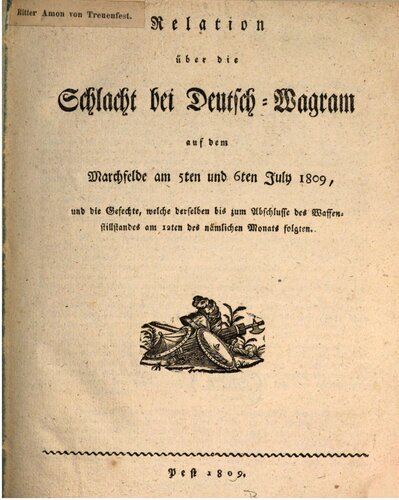 Ritter Amon von Treuenfest.
Relation
über die
Schlacht bei Deutsch-Wagram
auf dem
Marchfelde am 5ten und 6ten July 1809,
und die Gefechte, welche derselben bis zum Abschlusse des Waffen-
stillstandes am 12ten des nämlichen Monats folgten.
Pest 1809.